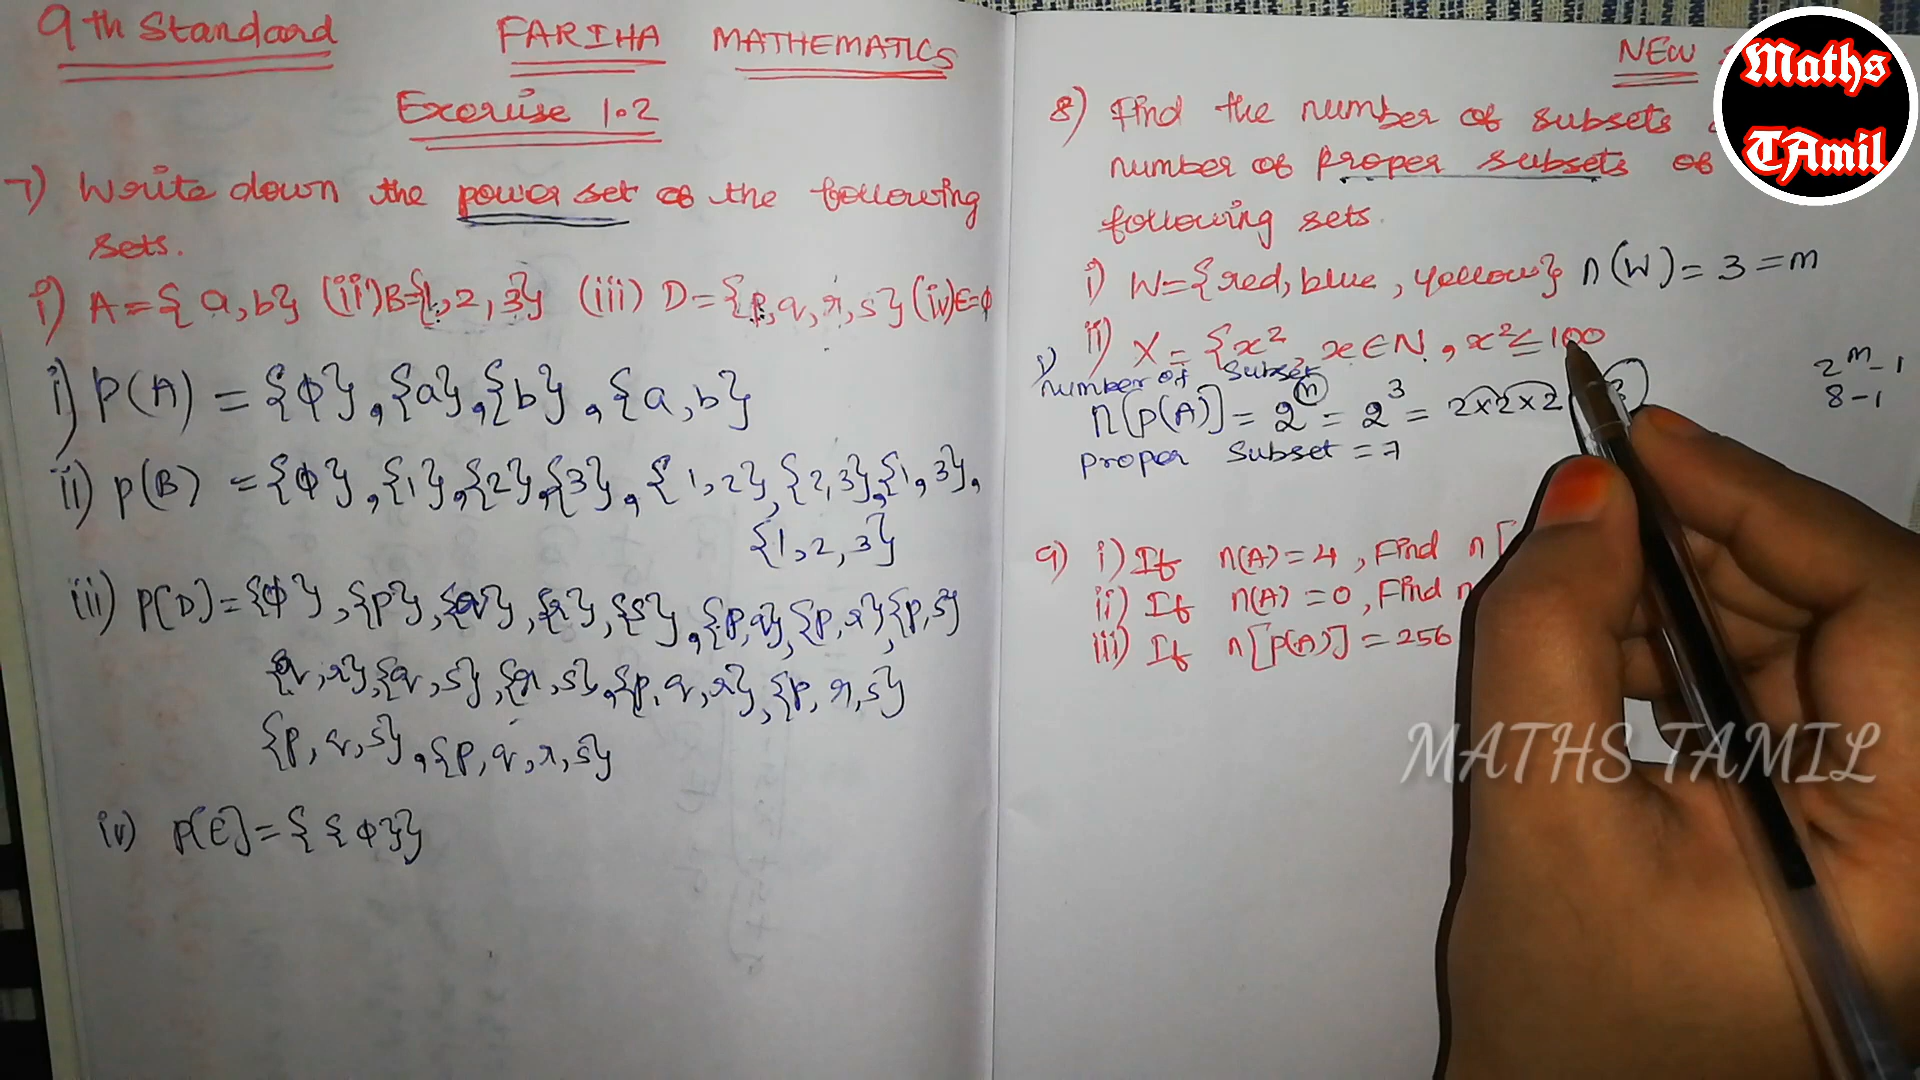 9th Standard FARIHA MATHEMATICS
Exercise 1.2
7) Write down the power set of the following
sets.
i) A={a,b} (ii) B={1,2,3} (iii) D={p,q,r,s} (iv) E=φ
i) P(A) = {φ},{a},{b},{a,b}
ii) P(B) = {φ},{1},{2},{3},{1,2},{2,3},{1,3},
{1,2,3}
iii) P[D]={φ},{p},{q},{r},{s},{p,q},{p,r},{p,s}
{q,r},{q,s},{r,s},{p,q,r},{p,r,s}
{p,q,s},{p,q,r,s}
iv) P[E]={{φ}}
NEW
8) Find the number of subsets
number of proper subsets of
following sets.
i) W={red, blue, yellow} n(W)=3=m
ii) X={x², x∈N, x²≤100
i) number of Subset
n[P(A)]=2ᵐ=2³=2×2×2
2ᵐ-1
8-1
proper Subset=7
9) i) If n(A)=4, Find n[
ii) If n(A)=0, Find n
iii) If n[P(A)]=256
Maths
TAmil
MATHS TAMIL